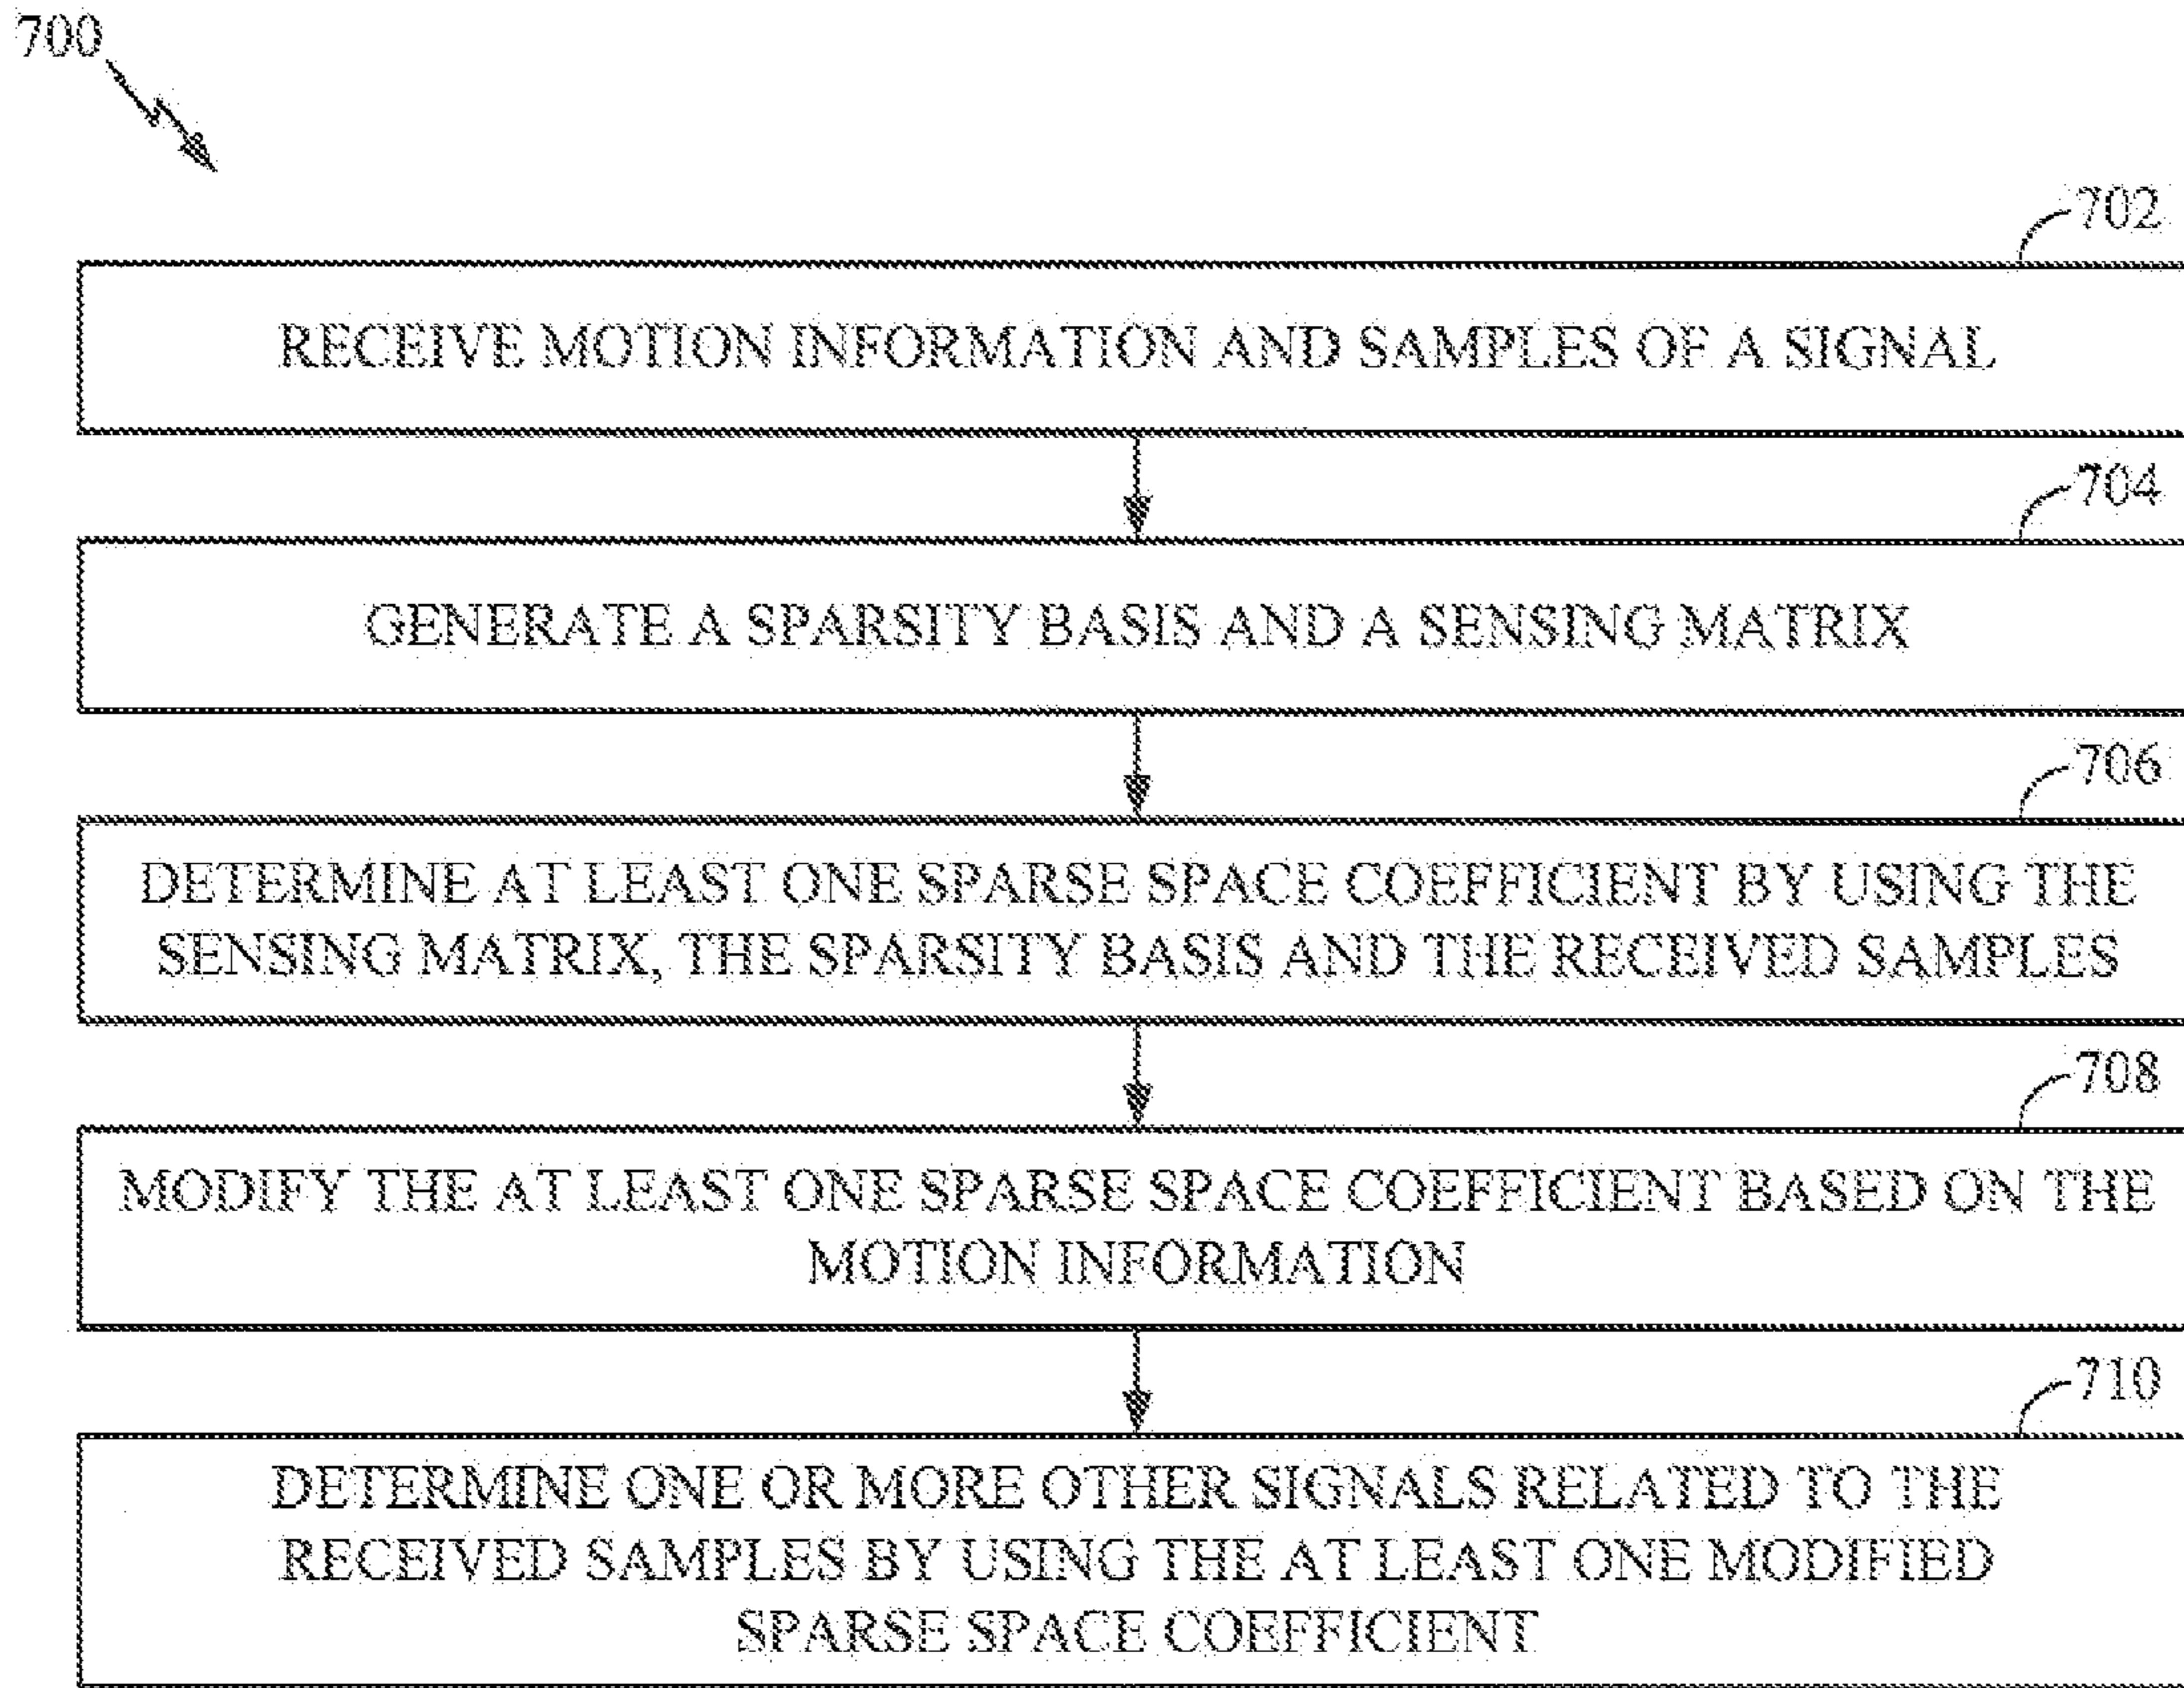 700
702
RECEIVE MOTION INFORMATION AND SAMPLES OF A SIGNAL
704
GENERATE A SPARSITY BASIS AND A SENSING MATRIX
706
DETERMINE AT LEAST ONE SPARSE SPACE COEFFICIENT BY USING THE
SENSING MATRIX, THE SPARSITY BASIS AND THE RECEIVED SAMPLES
708
MODIFY THE AT LEAST ONE SPARSE SPACE COEFFICIENT BASED ON THE
MOTION INFORMATION
710
DETERMINE ONE OR MORE OTHER SIGNALS RELATED TO THE
RECEIVED SAMPLES BY USING THE AT LEAST ONE MODIFIED
SPARSE SPACE COEFFICIENT